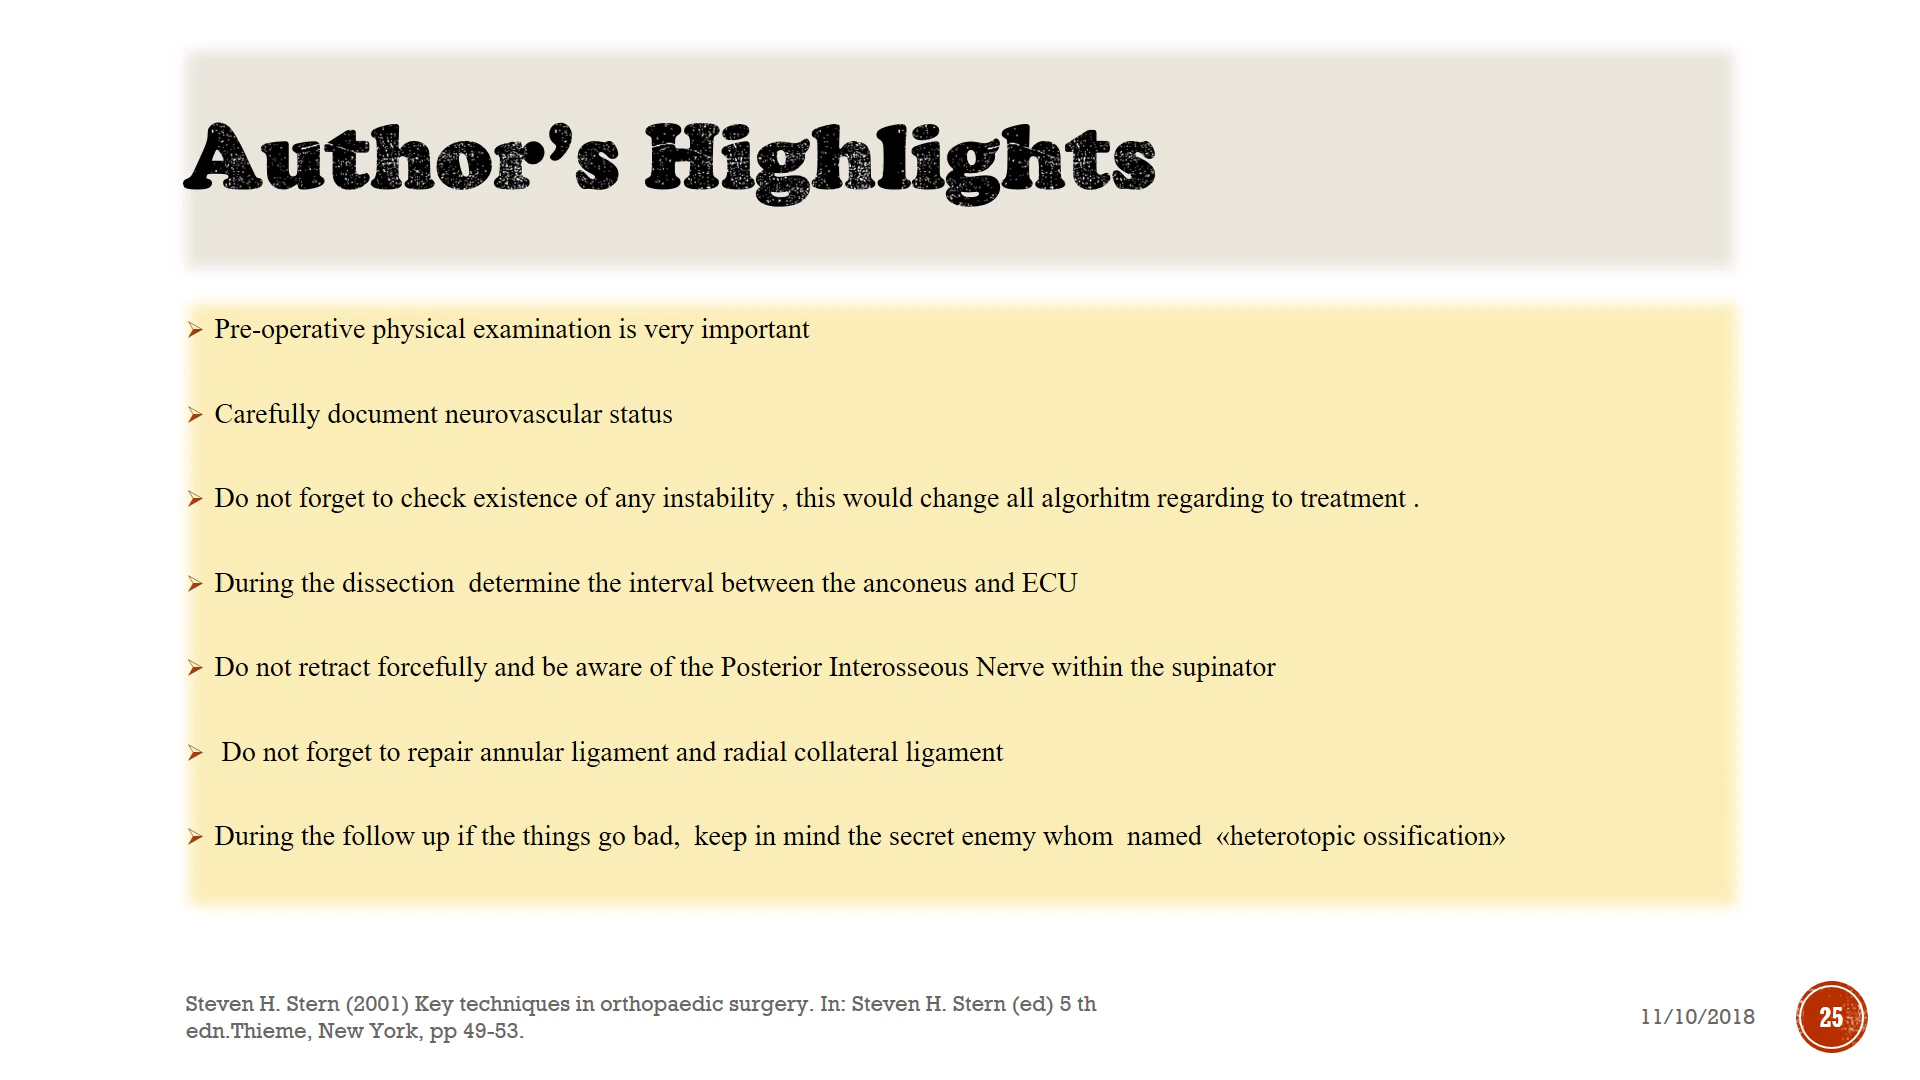 Author’s Highlights
Pre-operative physical examination is very important
Carefully document neurovascular status
Do not forget to check existence of any instability , this would change all algorhitm regarding to treatment .
During the dissection  determine the interval between the anconeus and ECU
Do not retract forcefully and be aware of the Posterior Interosseous Nerve within the supinator
Do not forget to repair annular ligament and radial collateral ligament
During the follow up if the things go bad,  keep in mind the secret enemy whom  named  «heterotopic ossification»
Steven H. Stern (2001) Key techniques in orthopaedic surgery. In: Steven H. Stern (ed) 5 th
edn.Thieme, New York, pp 49-53.
11/10/2018
25